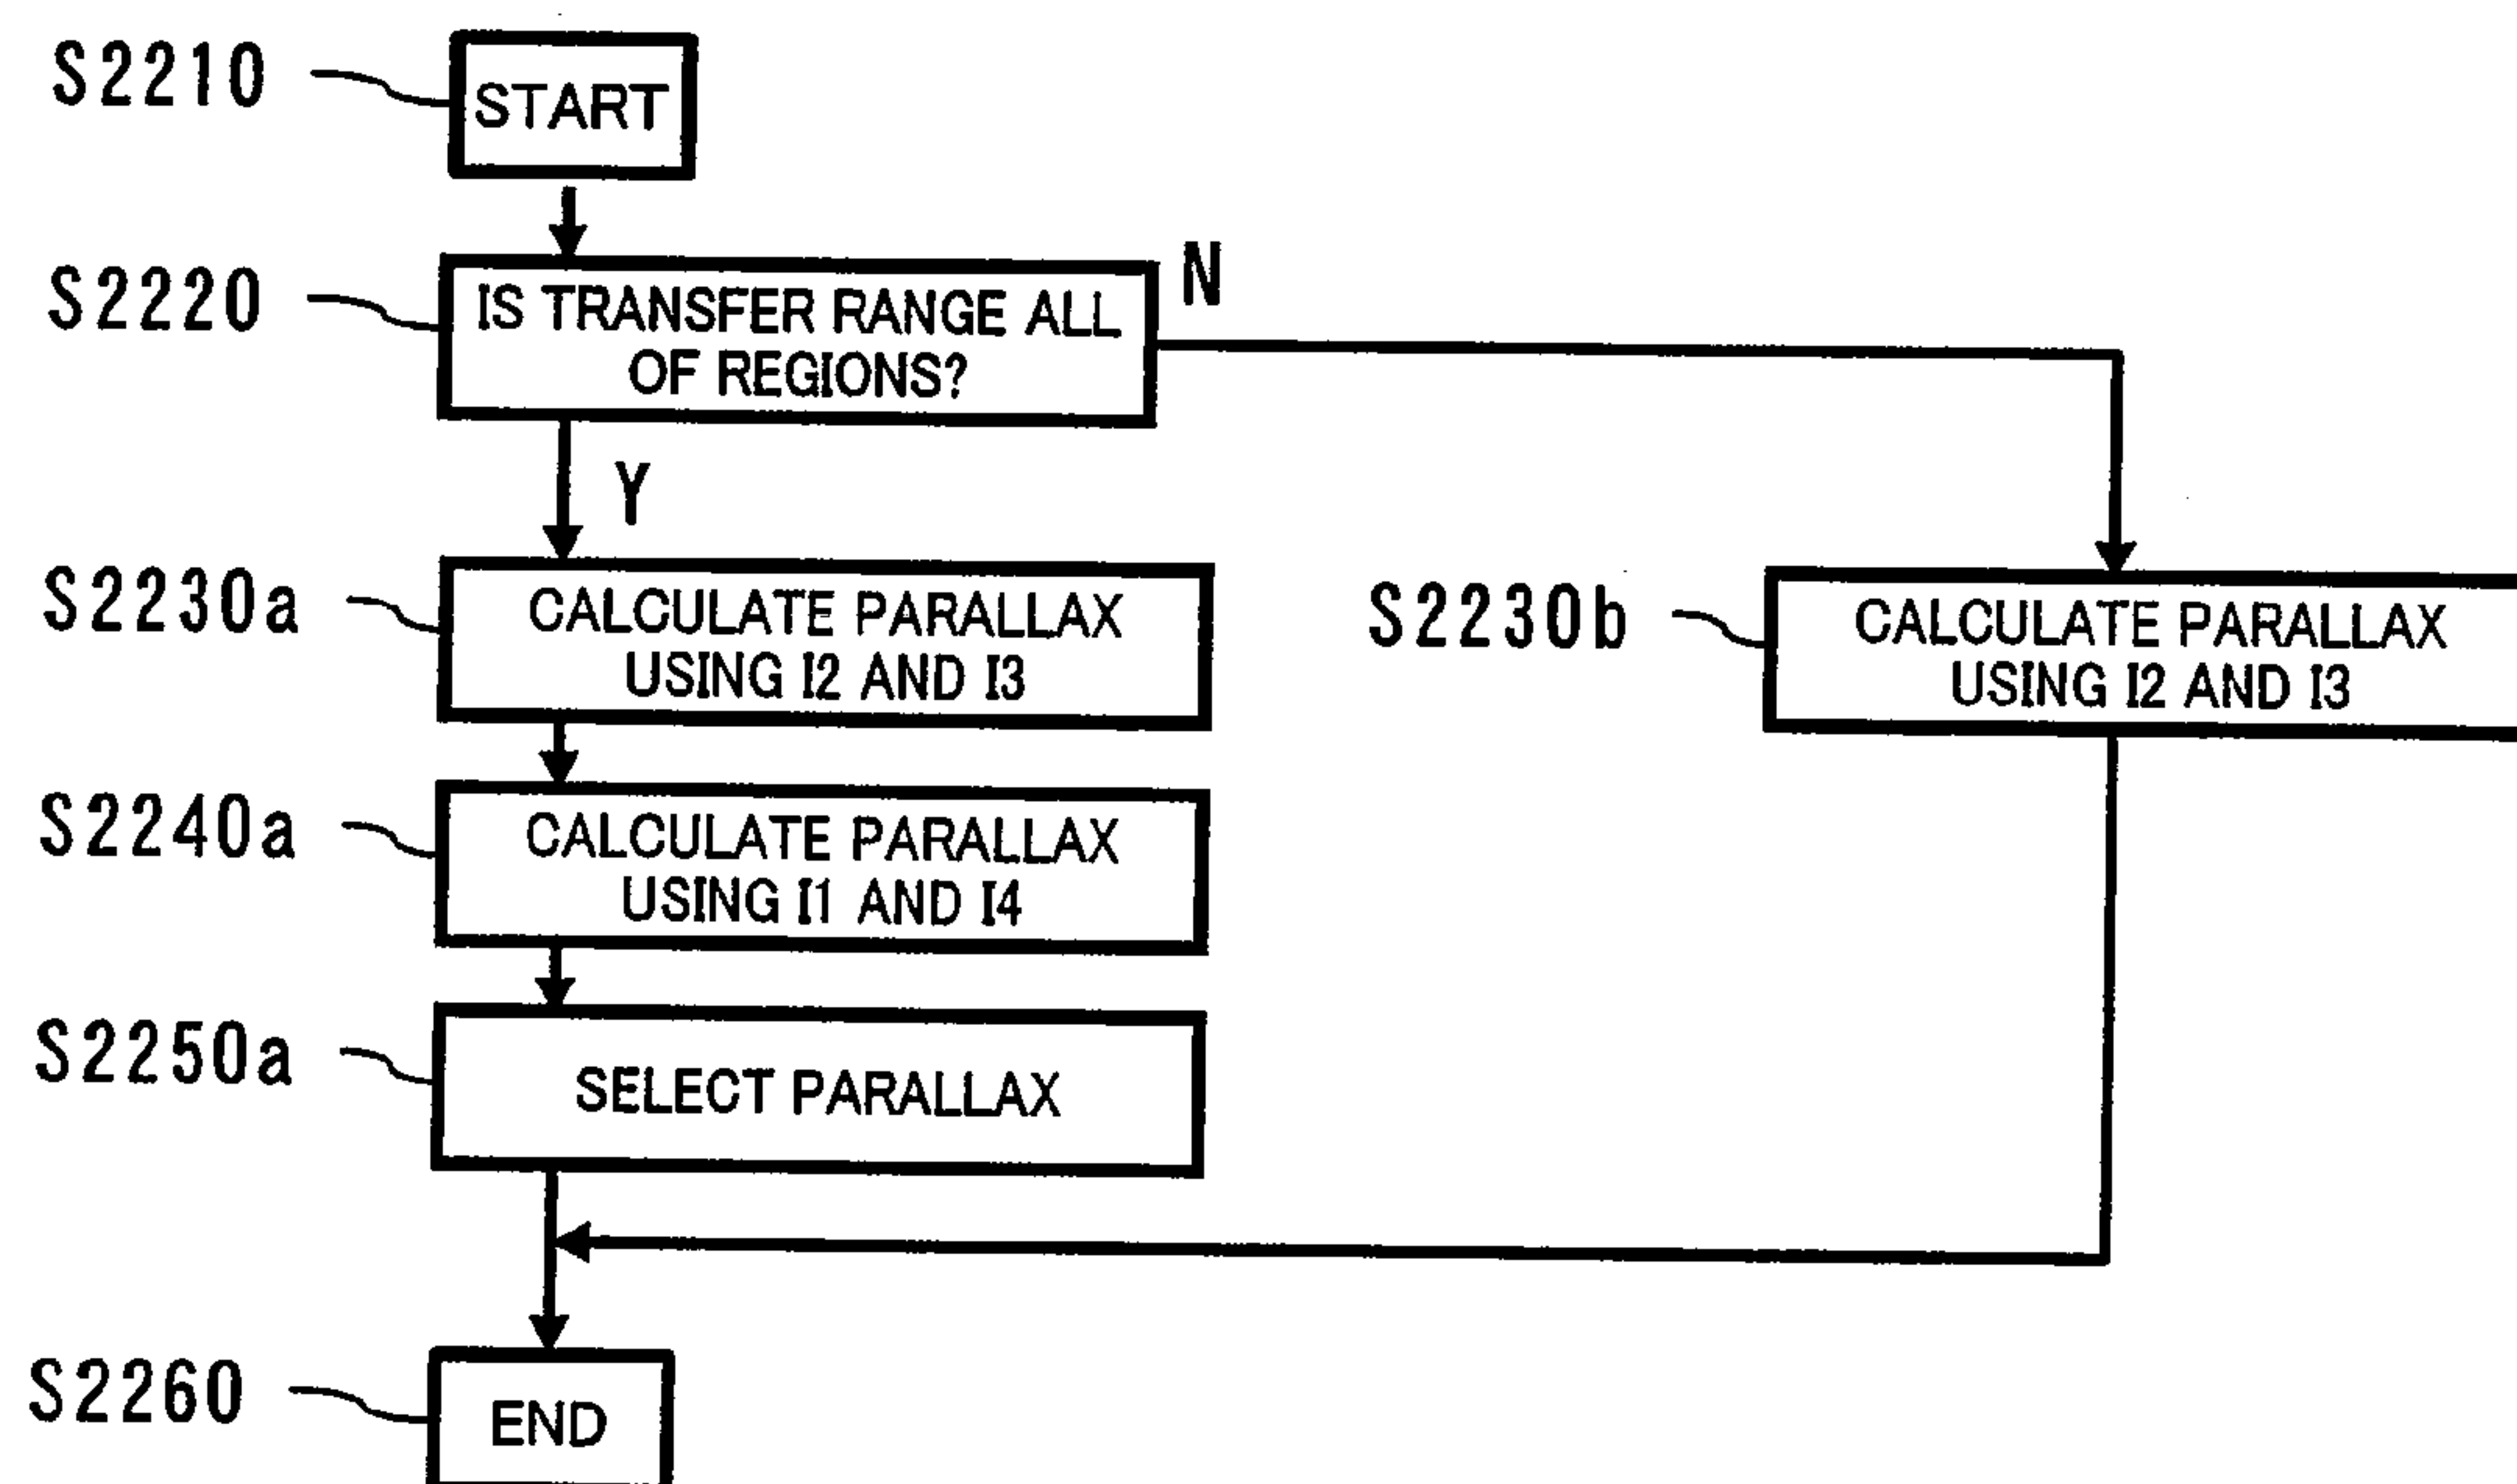 S2210
START
S2220
IS TRANSFER RANGE ALL
OF REGIONS?
N
Y
S2230a
CALCULATE PARALLAX
USING I2 AND I3
S2230b
CALCULATE PARALLAX
USING I2 AND I3
S2240a
CALCULATE PARALLAX
USING I1 AND I4
S2250a
SELECT PARALLAX
S2260
END